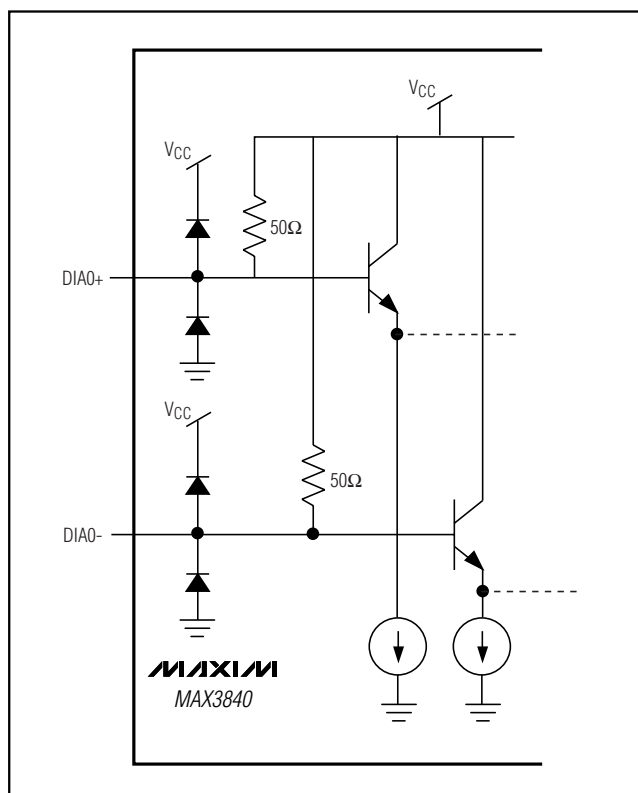 VCC
VCC
50Ω
DIA0+
VCC
50Ω
DIA0-
MAXIM
MAX3840